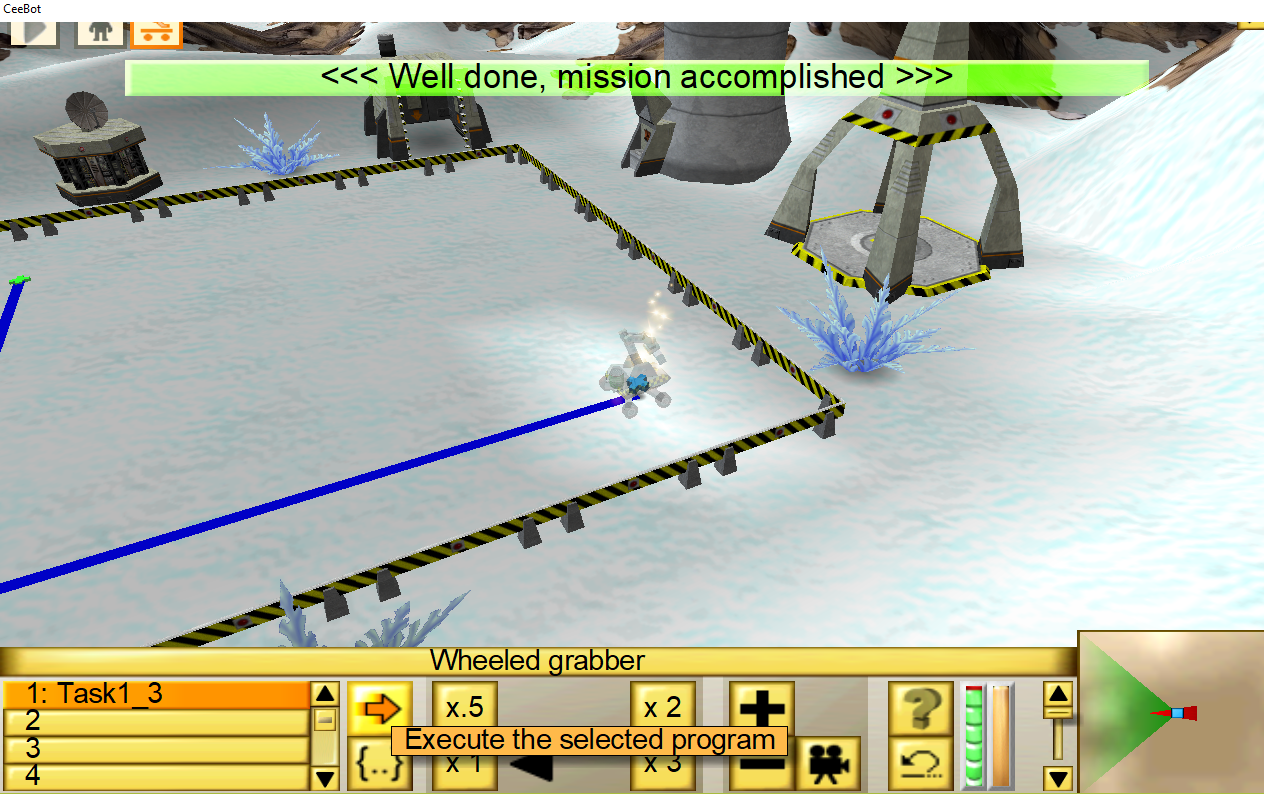 CeeBot
<<< Well done, mission accomplished >>>
Wheeled grabber
1: Task1_3
2
3
4
x.5
x 2
Execute the selected program
{..}
x 1
x 3
?